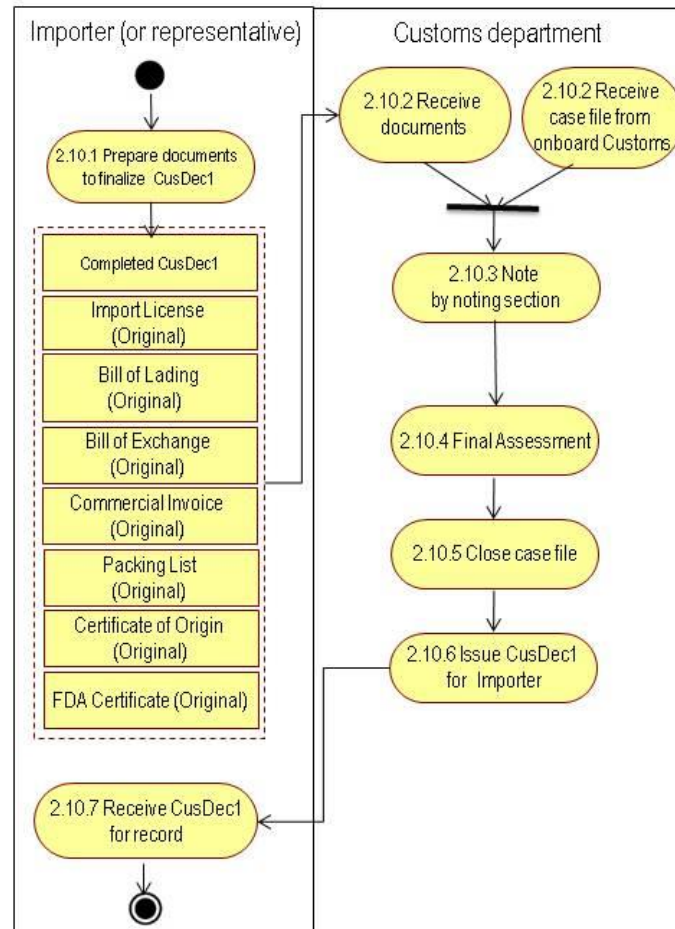 Importer (or representative)
2.10.1 Prepare documents
to finalize CusDec1
Completed CusDec1
Import License
(Original)
Bill of Lading
(Original)
Bill of Exchange
(Original)
Commercial Invoice
(Original)
Packing List
(Original)
Certificate of Origin
(Original)
FDA Certificate (Original)
2.10.7 Receive CusDec1
for record
Customs department
2.10.2 Receive
documents
2.10.2 Receive
case file from
onboard Customs
2.10.3 Note
by noting section
2.10.4 Final Assessment
2.10.5 Close case file
2.10.6 Issue CusDec1
for Importer